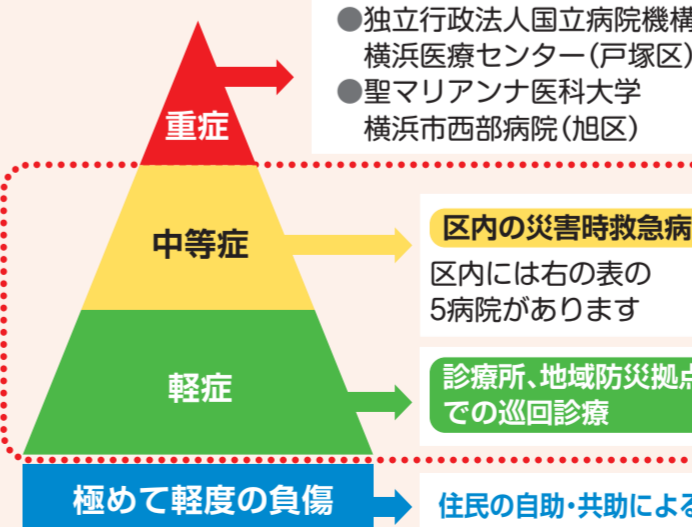 ●独立行政法人国立病院機構
横浜医療センター(戸塚区)
●聖マリアンナ医科大学
横浜市西部病院(旭区)
重症
中等症
区内の災害時救急病
区内には右の表の
5病院があります
軽症
診療所、地域防災拠点
での巡回診療
極めて軽度の負傷
住民の自助・共助による